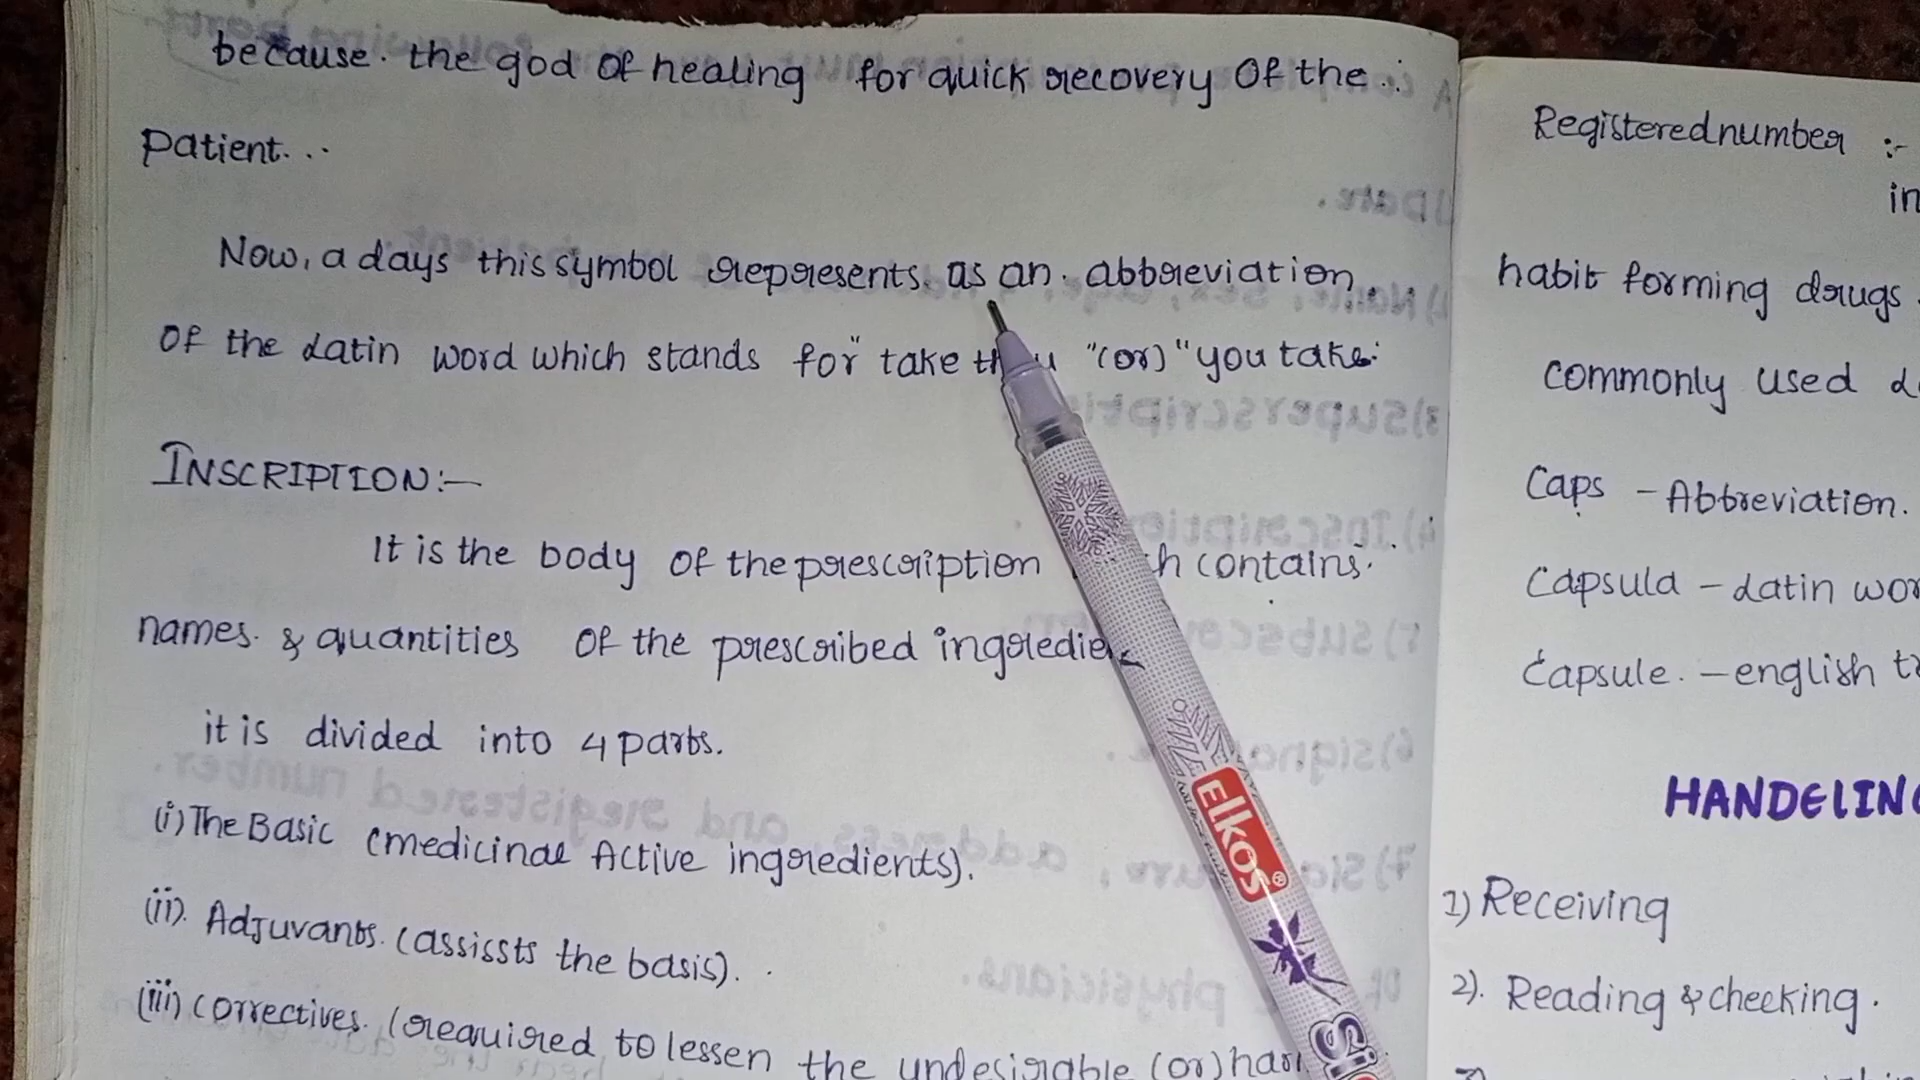 because. the god of healing for quick recovery of the..
patient...
Now, a days this symbol represents. as an. abbreviation.
of the Latin word which stands for" take "(or) "you take.
INSCRIPTION:-
It is the body of the prescription contains.
names. & quantities of the prescribed
it is divided into 4 parts.
(i) The Basic (medicinal Active ingredients).
(ii). Adjuvants. (assissts the basis).
(iii) correctives. (required to lessen the undesirable (or)
Registered number :-
in
habit forming drugs.
commonly used
Caps - Abbreviation.
Capsula - Latin
Capsule. - english
HANDELING
1) Receiving
2). Reading & checking.
Elkos®